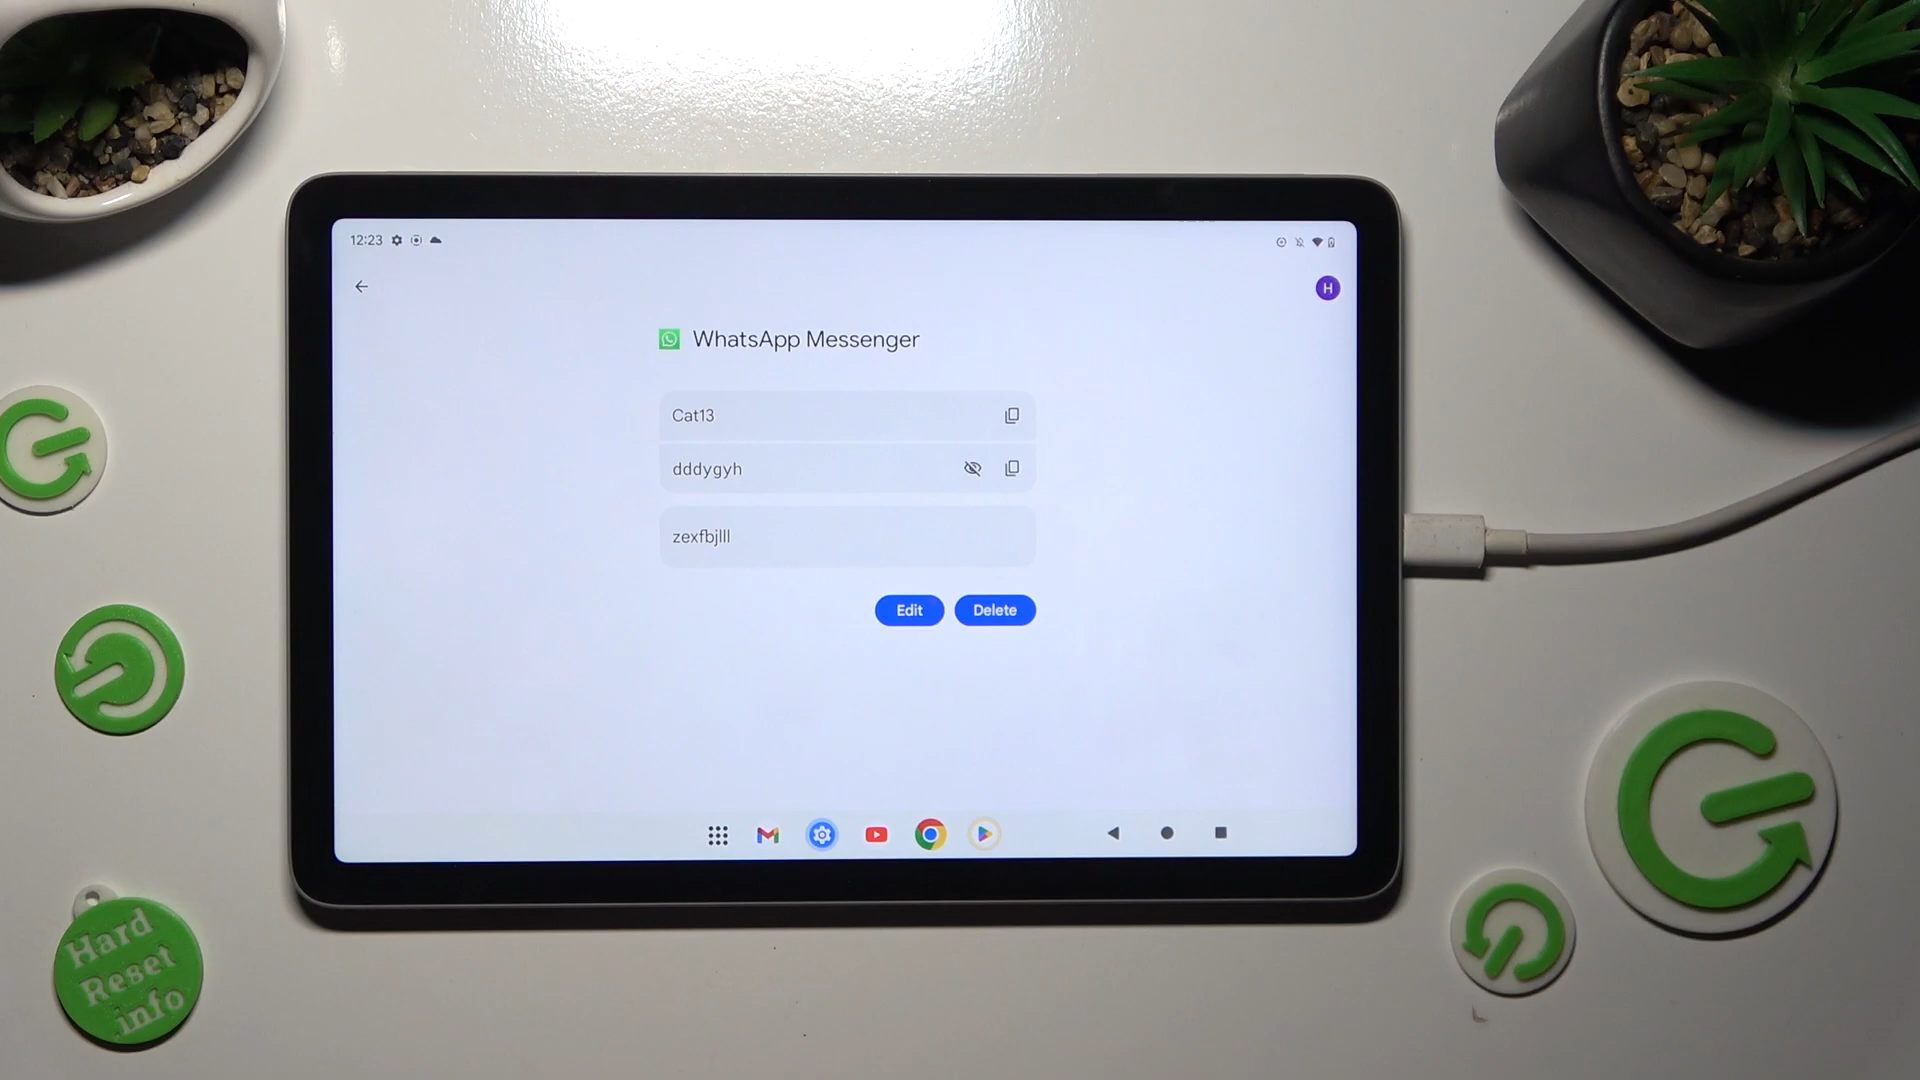 12:23
H
WhatsApp Messenger
Cat13
dddygyh
zexfbjlll
Edit
Delete
Hard
Reset
info